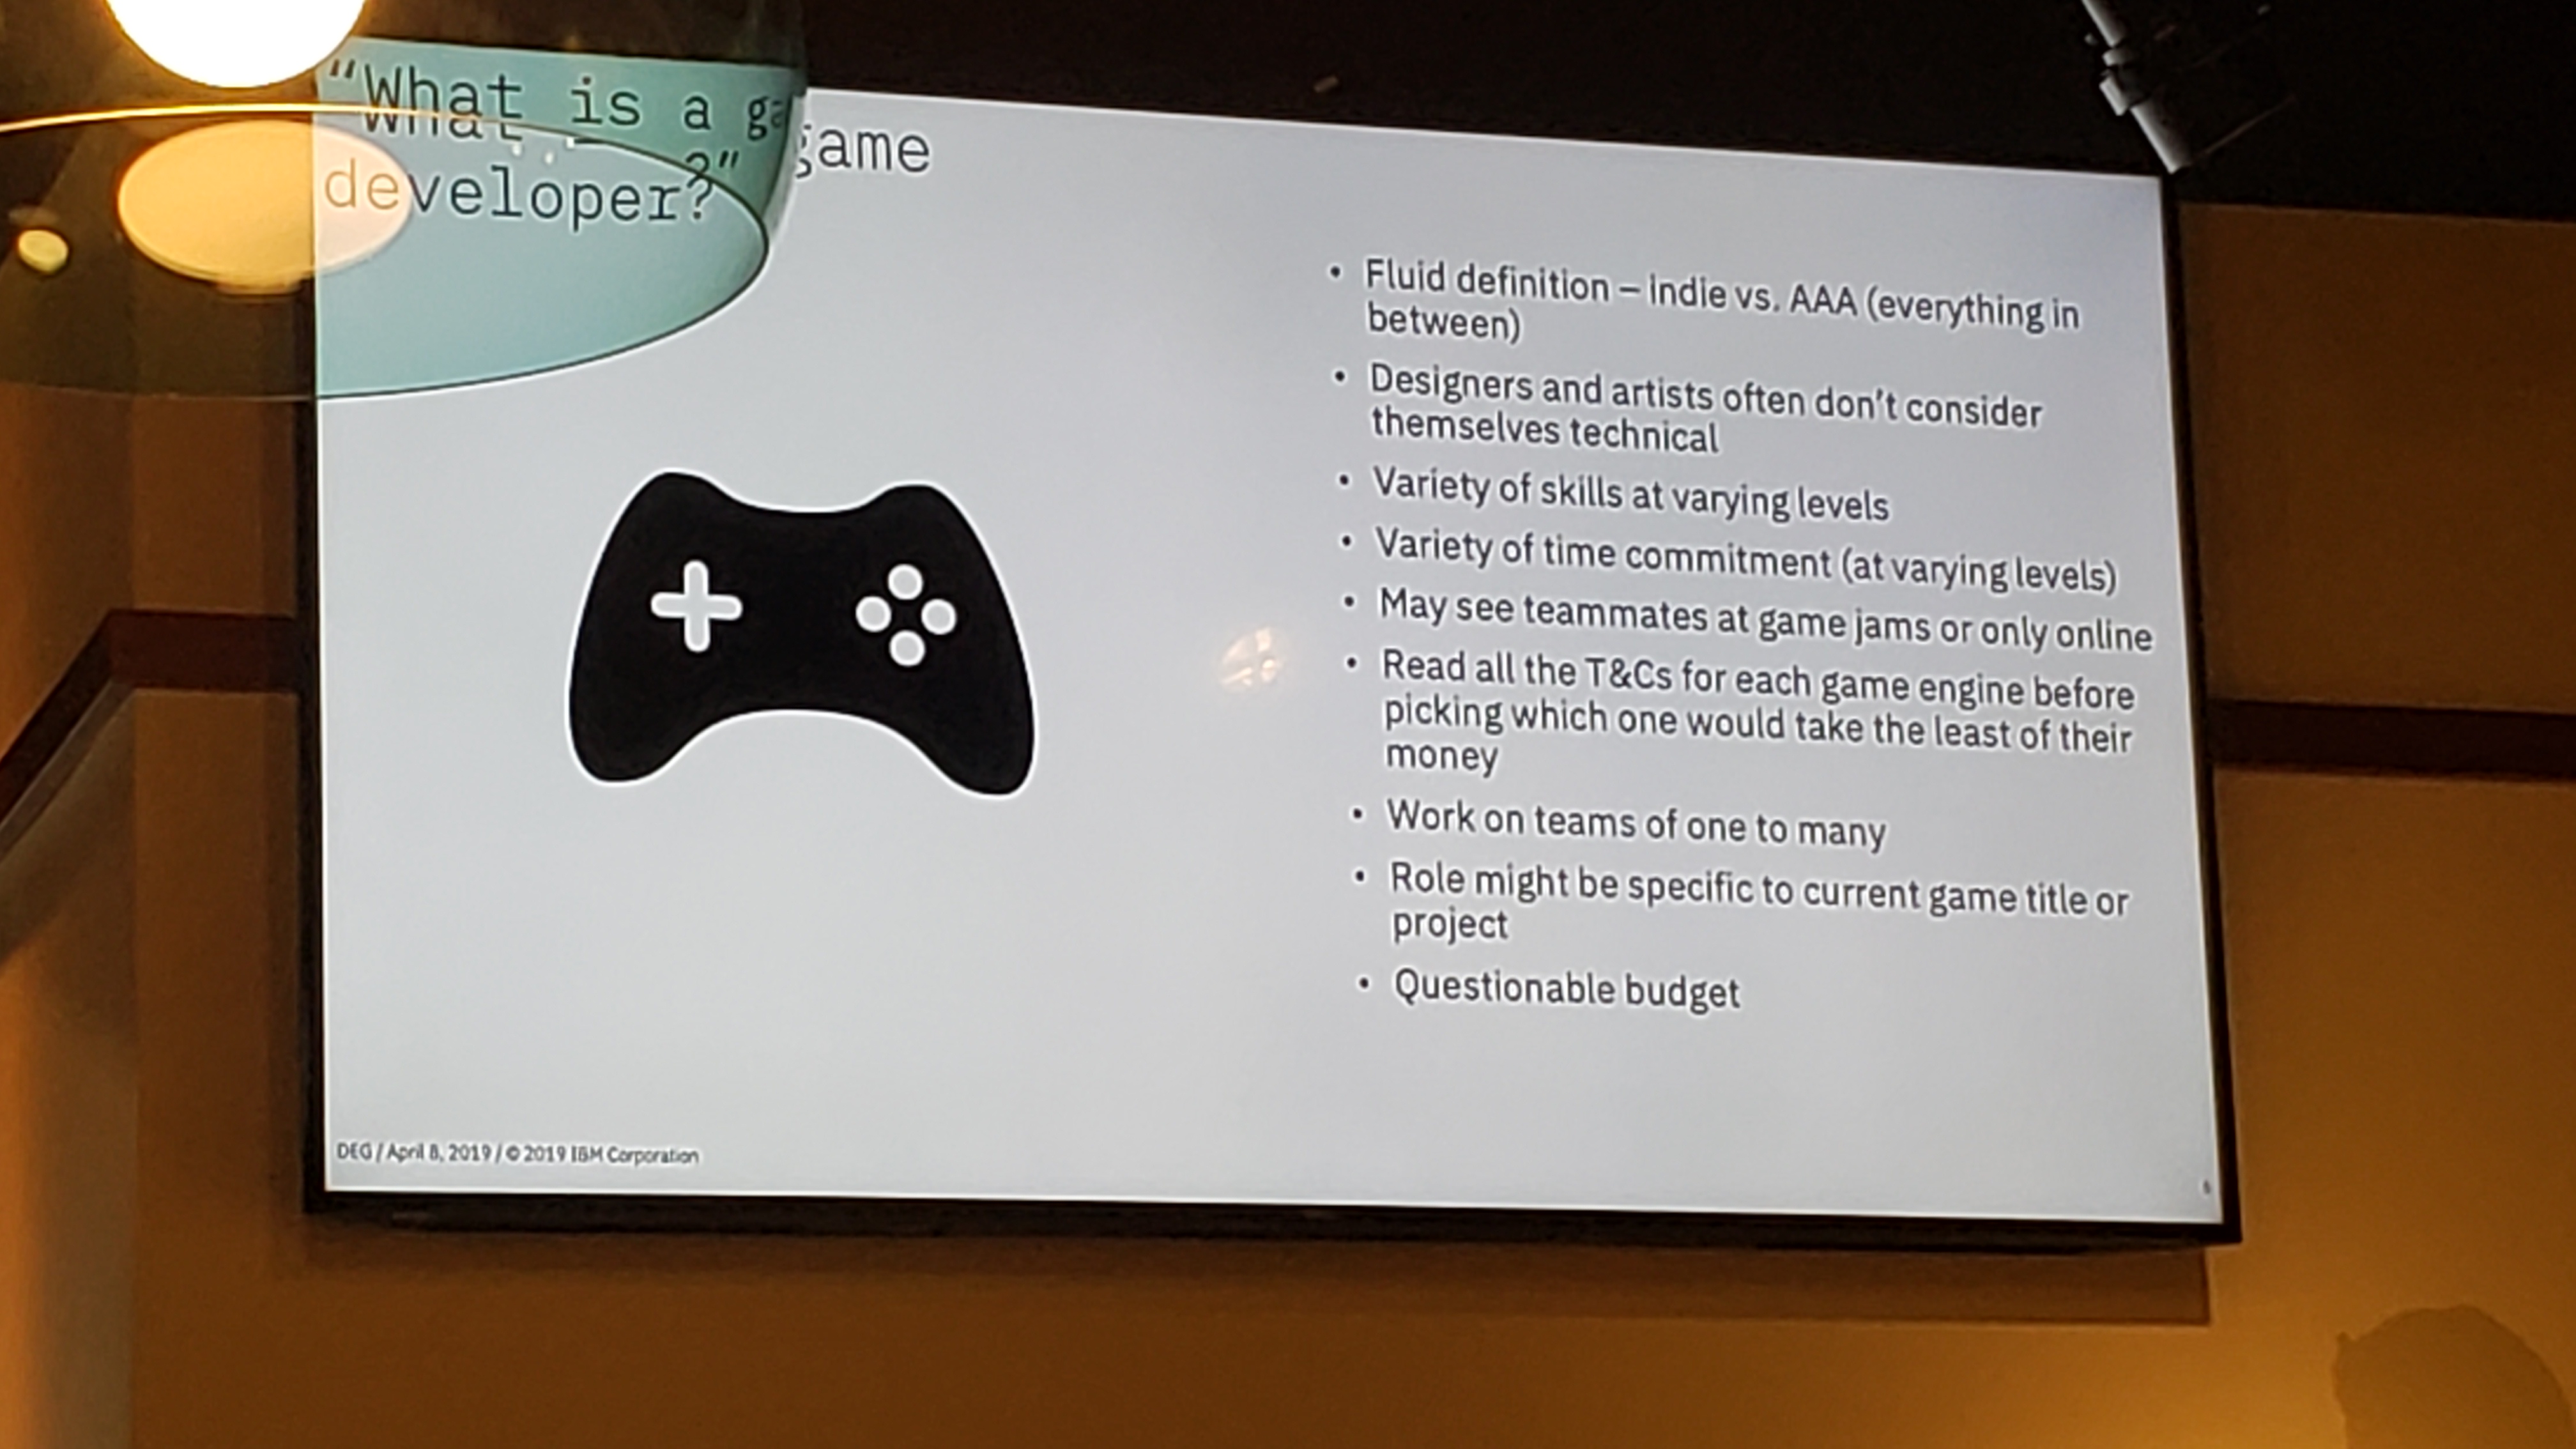 "What is a game
developer?"
• Fluid definition – indie vs. AAA (everything in
between)
• Designers and artists often don't consider
themselves technical
• Variety of skills at varying levels
• Variety of time commitment (at varying levels)
• May see teammates at game jams or only online
• Read all the T&Cs for each game engine before
picking which one would take the least of their
money
• Work on teams of one to many
• Role might be specific to current game title or
project
• Questionable budget
DEG / April 8, 2019 / © 2019 IBM Corporation